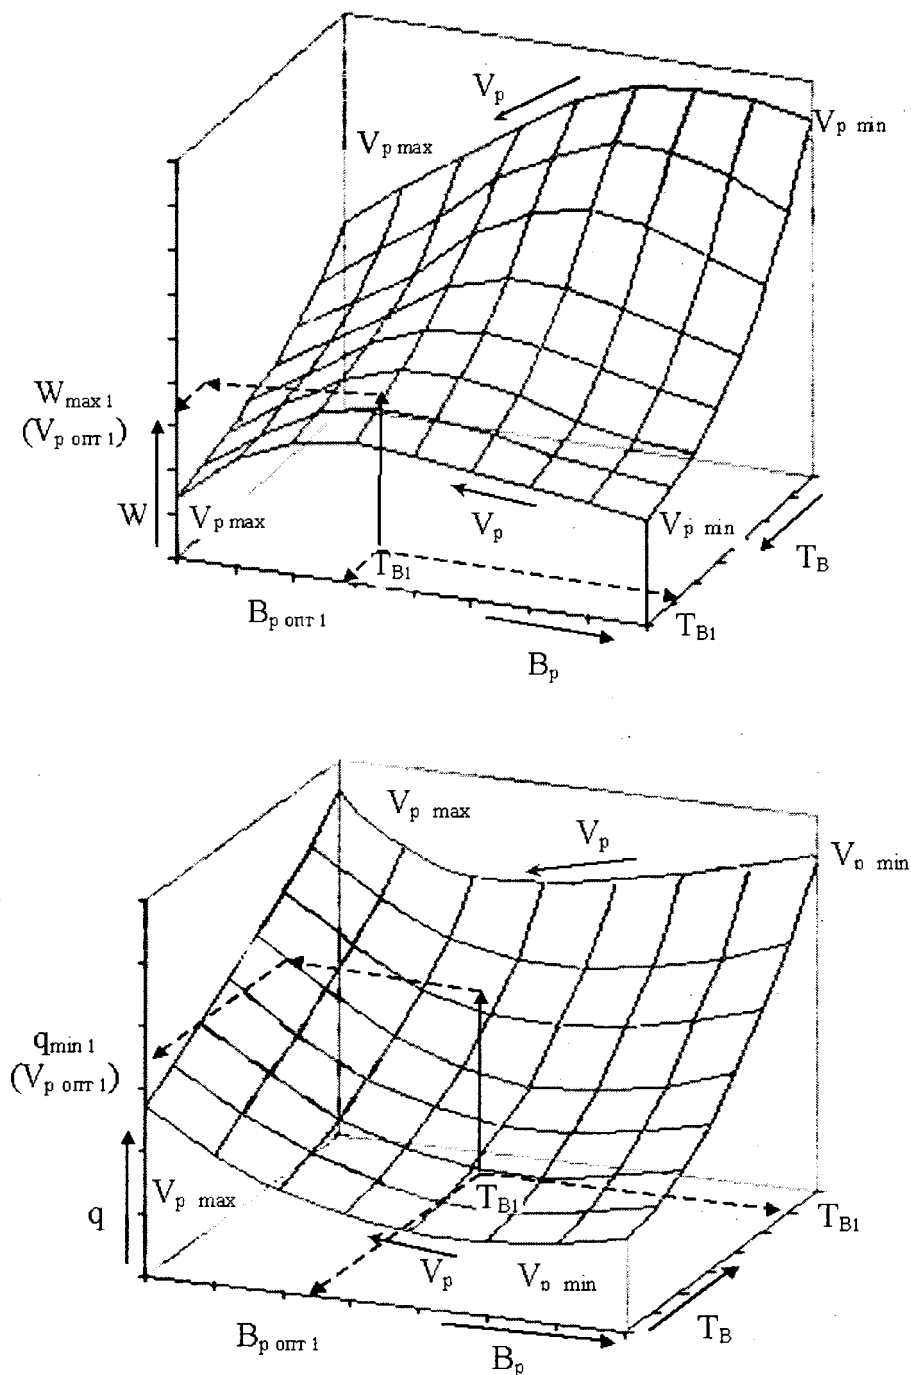 V_p
V_p min
V_p max
W_max 1
(V_p опт 1)
W
V_p max
V_p
V_p min
T_B
T_B1
T_B1
B_p опт 1
B_p
V_p max
V_p
V_p min
q_min 1
(V_p опт 1)
V_p max
T_B1
T_B1
q
V_p
V_p min
T_B
B_p опт 1
B_p